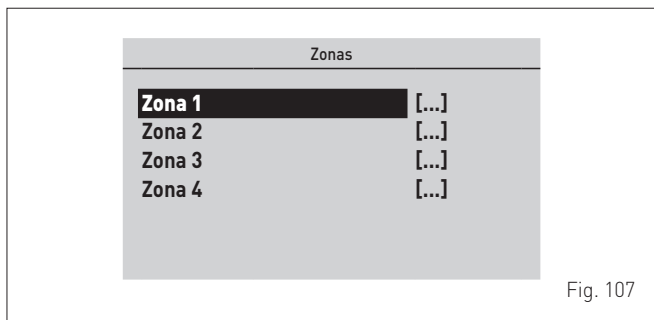 Zonas
Zona 1 [...]
Zona 2 [...]
Zona 3 [...]
Zona 4 [...]
Fig. 107